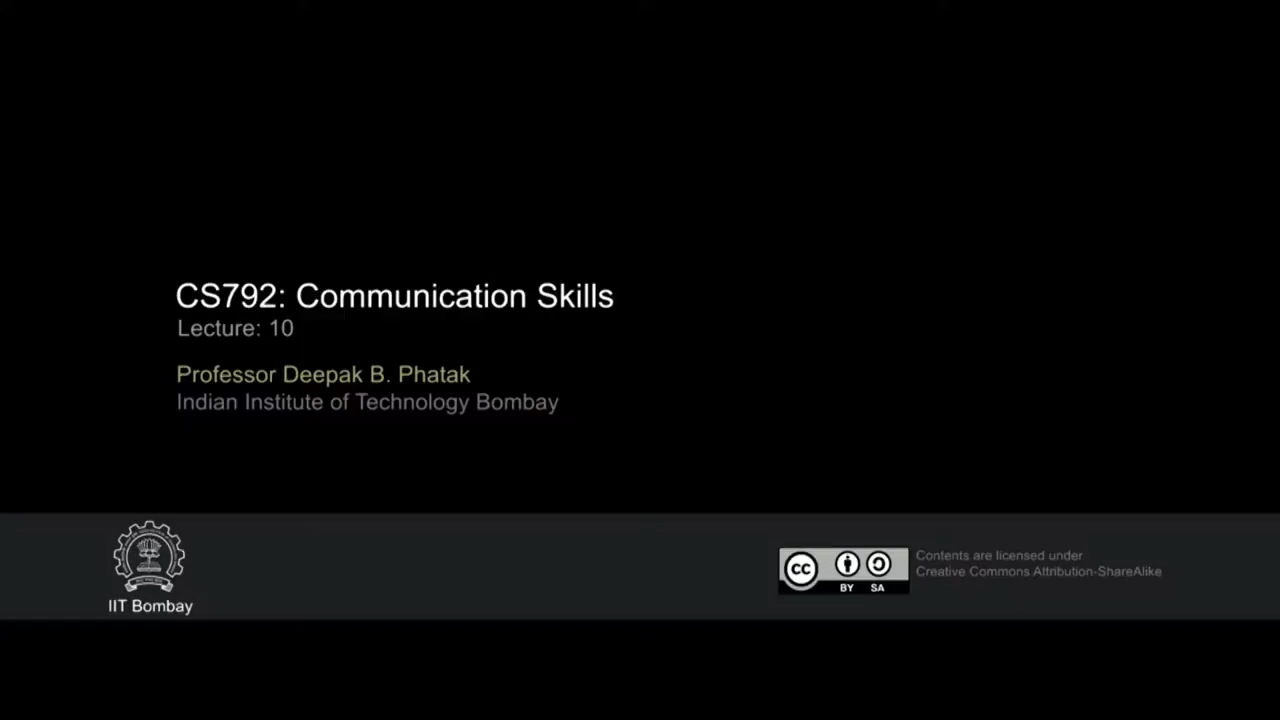 CS792: Communication Skills
Lecture: 10
Professor Deepak B. Phatak
Indian Institute of Technology Bombay
IIT Bombay
cc
BY SA
Contents are licensed under
Creative Commons Attribution-ShareAlike